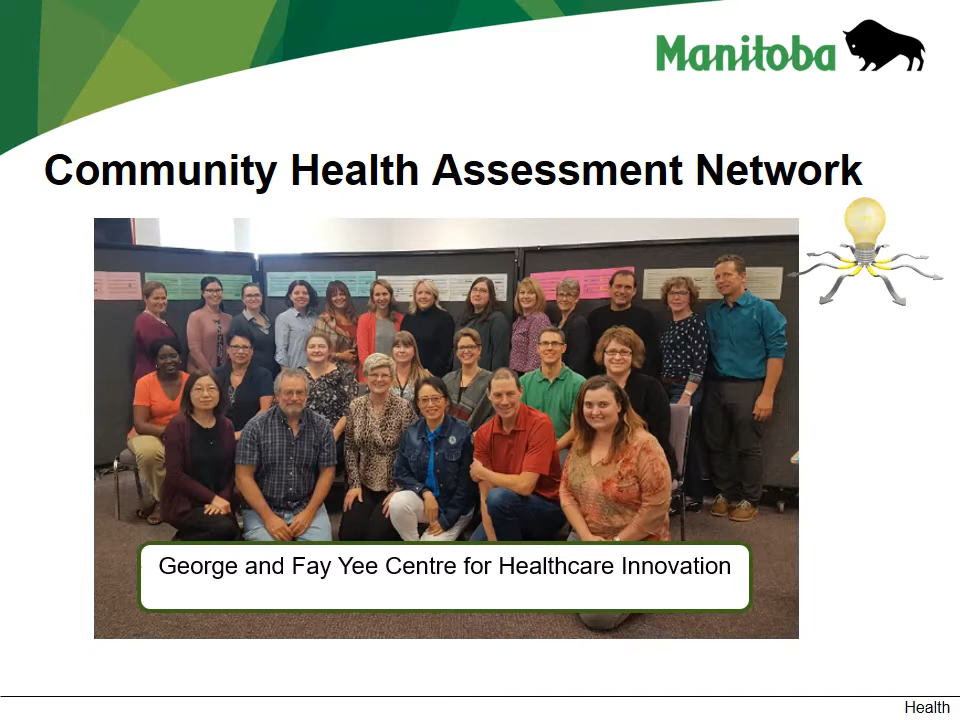 Manitoba
Community Health Assessment Network
George and Fay Yee Centre for Healthcare Innovation
Health